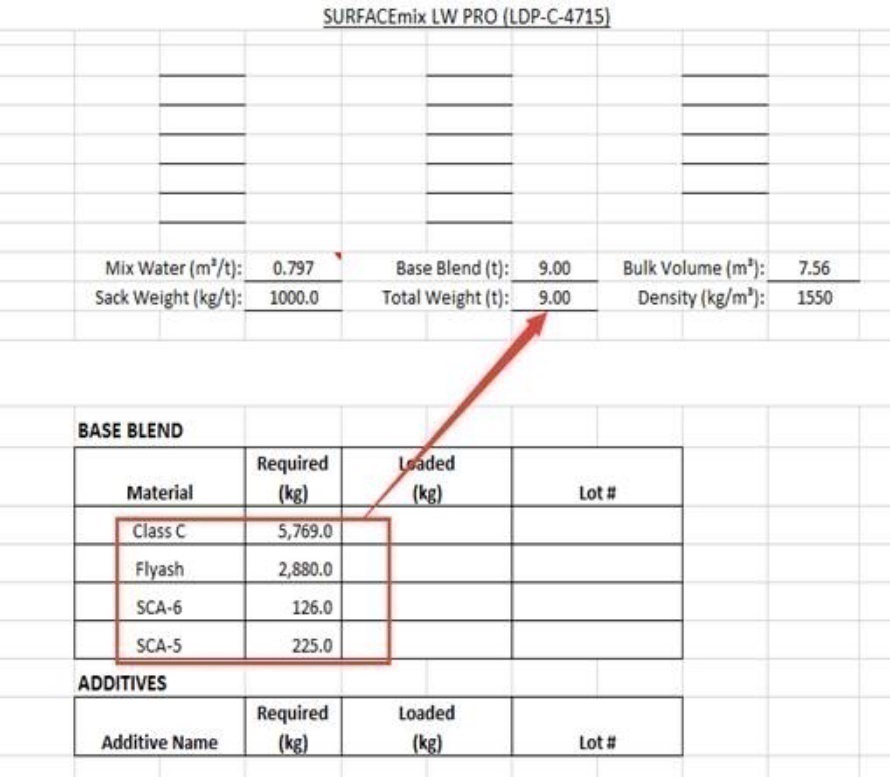 SURFACEmix LW PRO (LDP-C-4715)
Mix Water (m³/t): 0.797 Base Blend (t): 9.00 Bulk Volume (m³): 7.56
Sack Weight (kg/t): 1000.0 Total Weight (t): 9.00 Density (kg/m³): 1550
BASE BLEND
Required Loaded
Material (kg) (kg) Lot #
Class C 5,769.0
Flyash 2,880.0
SCA-6 126.0
SCA-5 225.0
ADDITIVES
Required Loaded
Additive Name (kg) (kg) Lot #